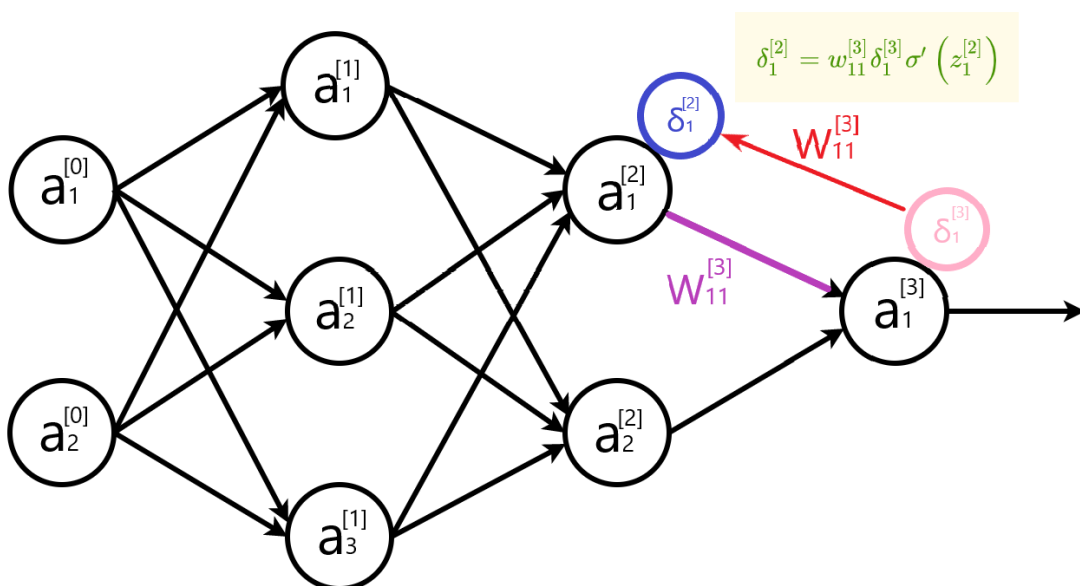 δ₁^[2] = w₁₁^[3] δ₁^[3] σ′ (z₁^[2])
a₁^[1]
δ₁^[2]
W₁₁^[3]
a₁^[0]
a₁^[2]
δ₁^[3]
W₁₁^[3]
a₂^[1]
a₁^[3]
a₂^[0]
a₂^[2]
a₃^[1]